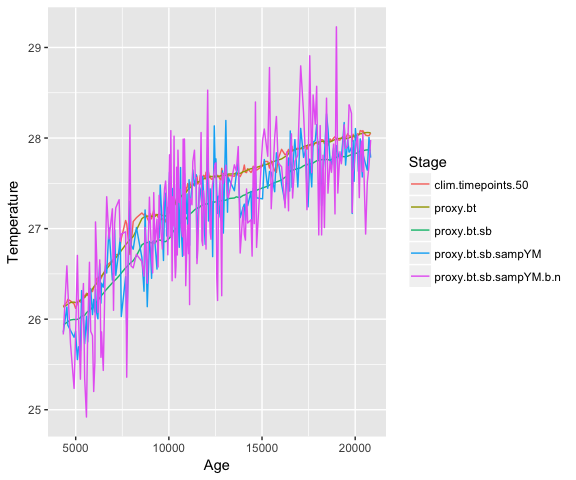 29
28
27
26
25
Temperature
5000
10000
15000
20000
Age
Stage
clim.timepoints.50
proxy.bt
proxy.bt.sb
proxy.bt.sb.sampYM
proxy.bt.sb.sampYM.b.n